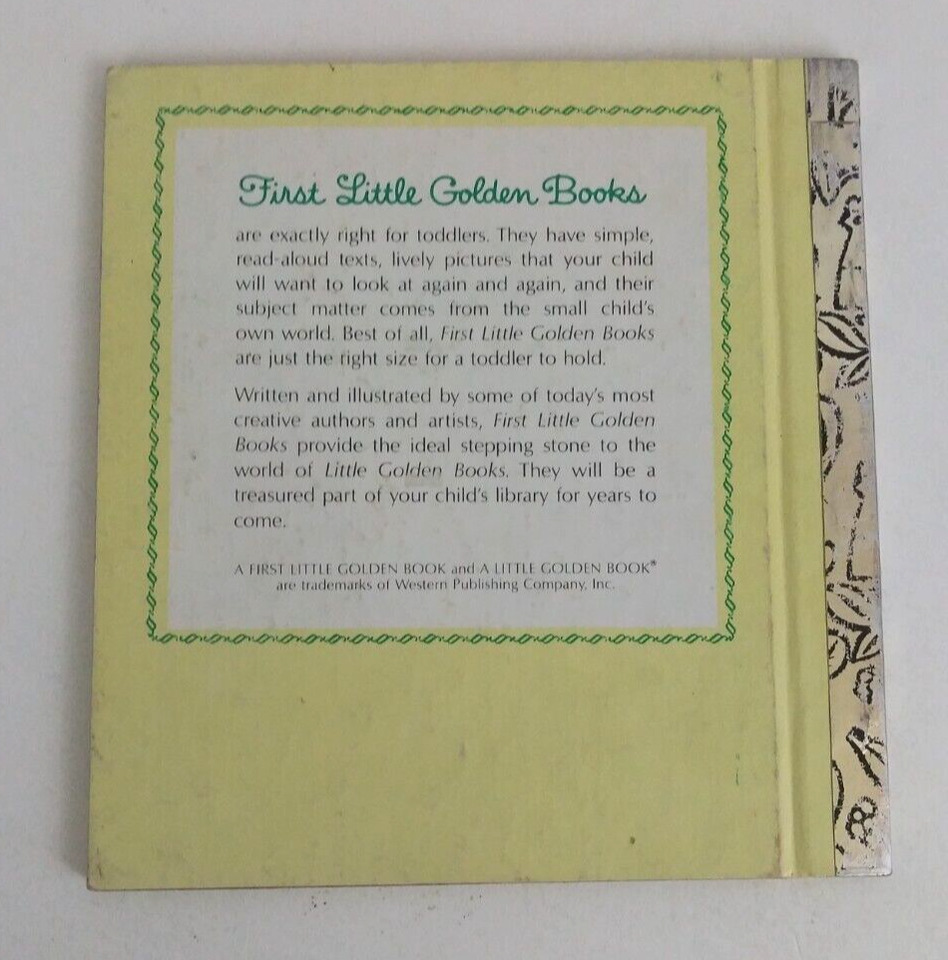 First Little Golden Books
are exactly right for toddlers. They have simple,
read-aloud texts, lively pictures that your child
will want to look at again and again, and their
subject matter comes from the small child's
own world. Best of all, First Little Golden Books
are just the right size for a toddler to hold.
Written and illustrated by some of today's most
creative authors and artists, First Little Golden
Books provide the ideal stepping stone to the
world of Little Golden Books. They will be a
treasured part of your child's library for years to
come.
A FIRST LITTLE GOLDEN BOOK and A LITTLE GOLDEN BOOK®
are trademarks of Western Publishing Company, Inc.